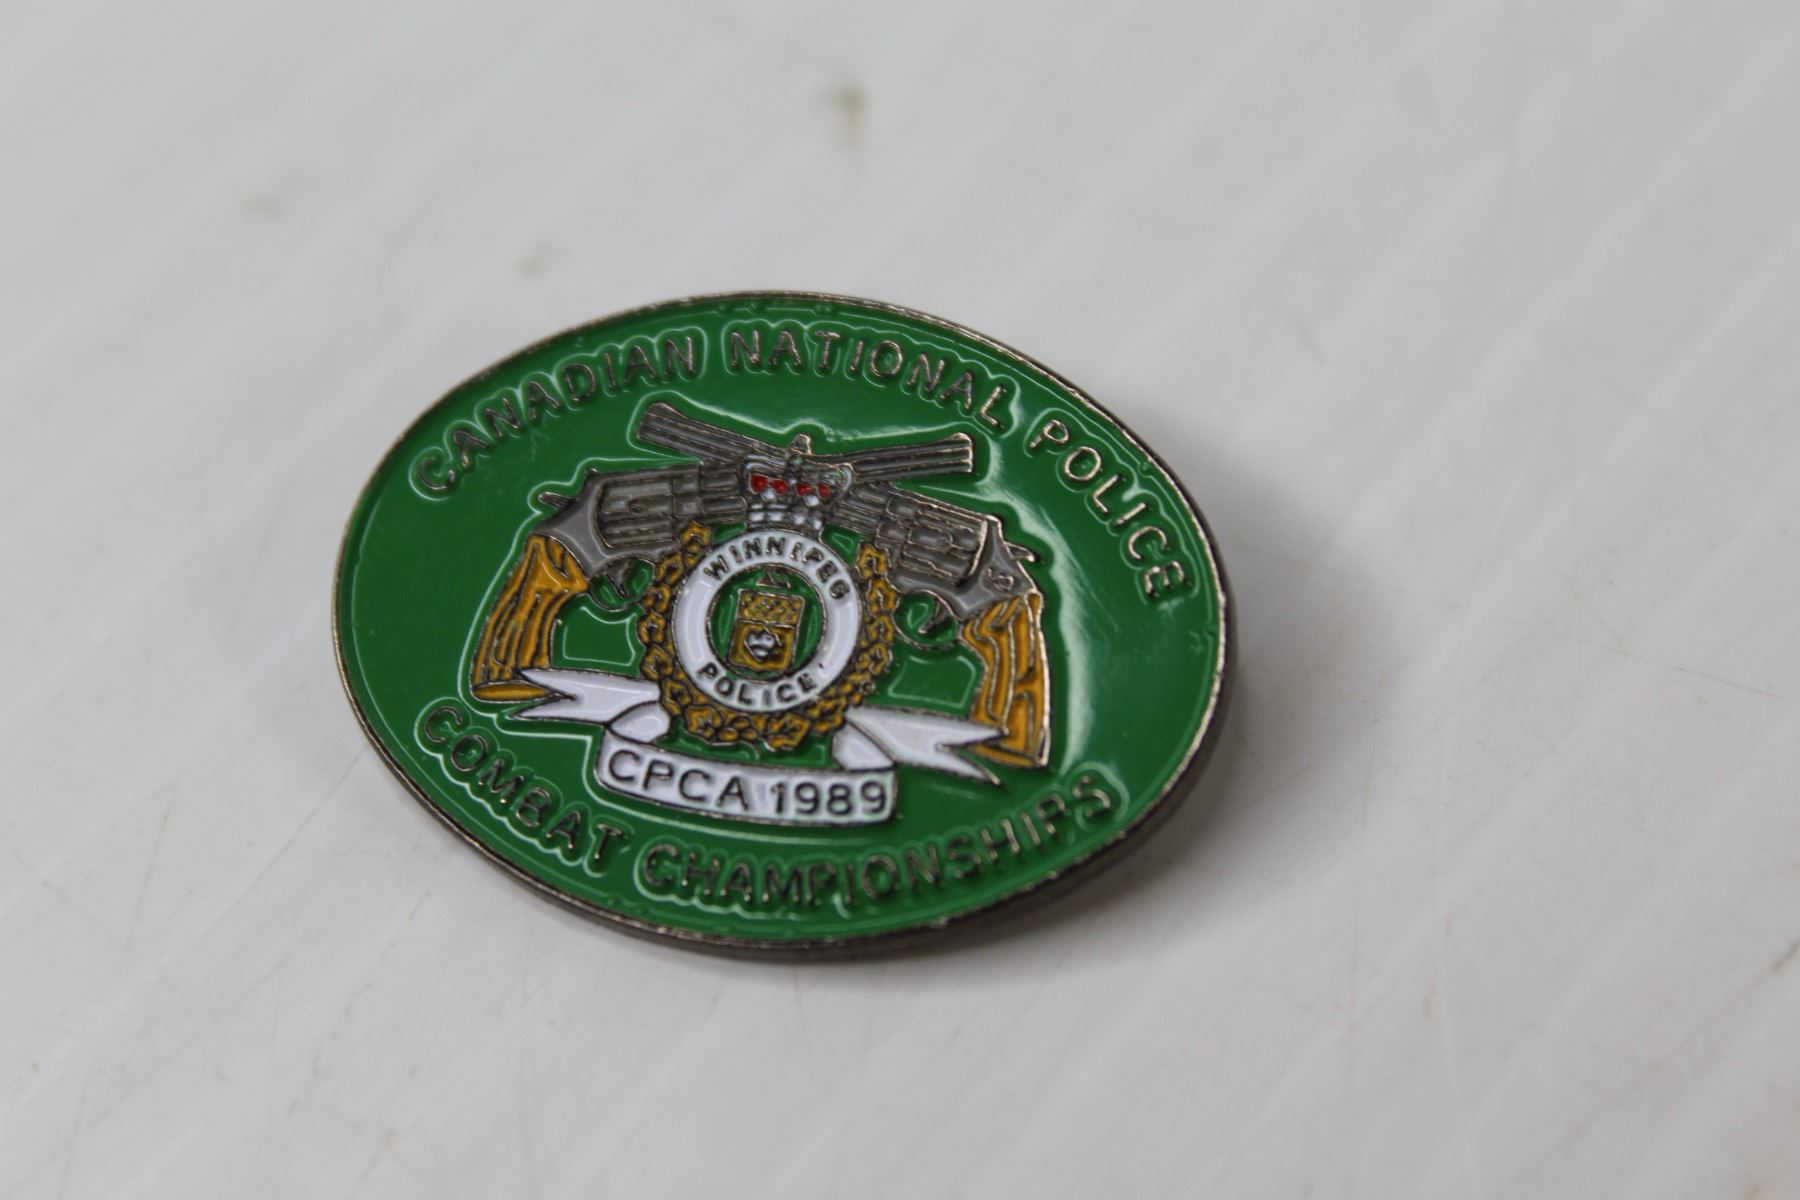 CANADIAN NATIONAL POLICE
WINNIPEG
POLICE
CPCA 1989
COMBAT CHAMPIONSHIPS